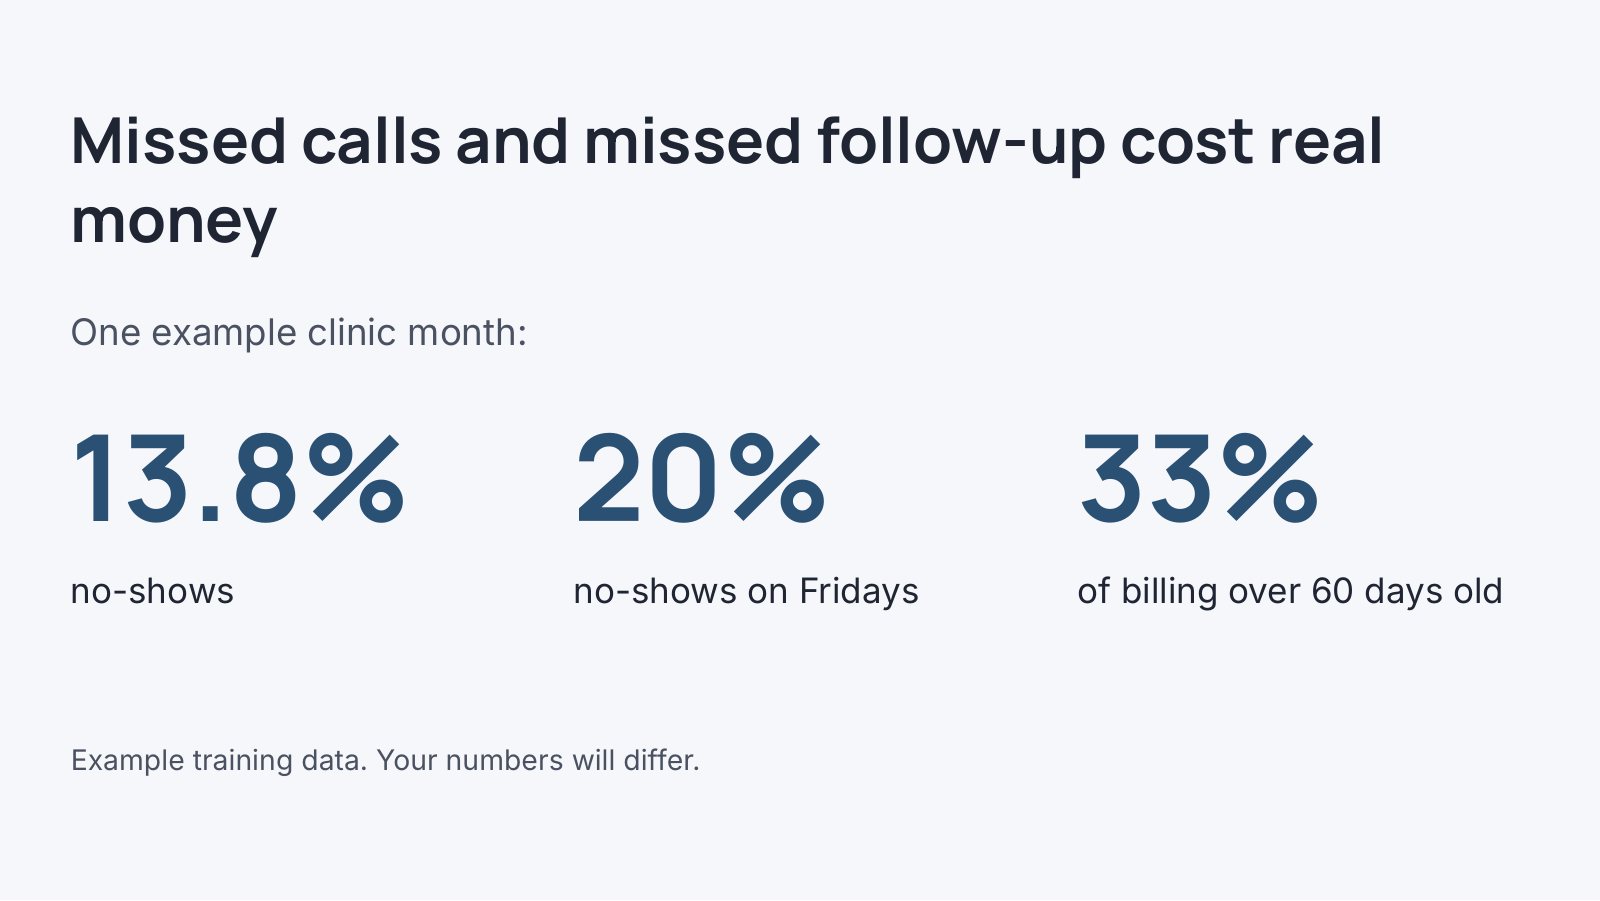 Missed calls and missed follow-up cost real
money
One example clinic month:
13.8%
no-shows
20%
no-shows on Fridays
33%
of billing over 60 days old
Example training data. Your numbers will differ.